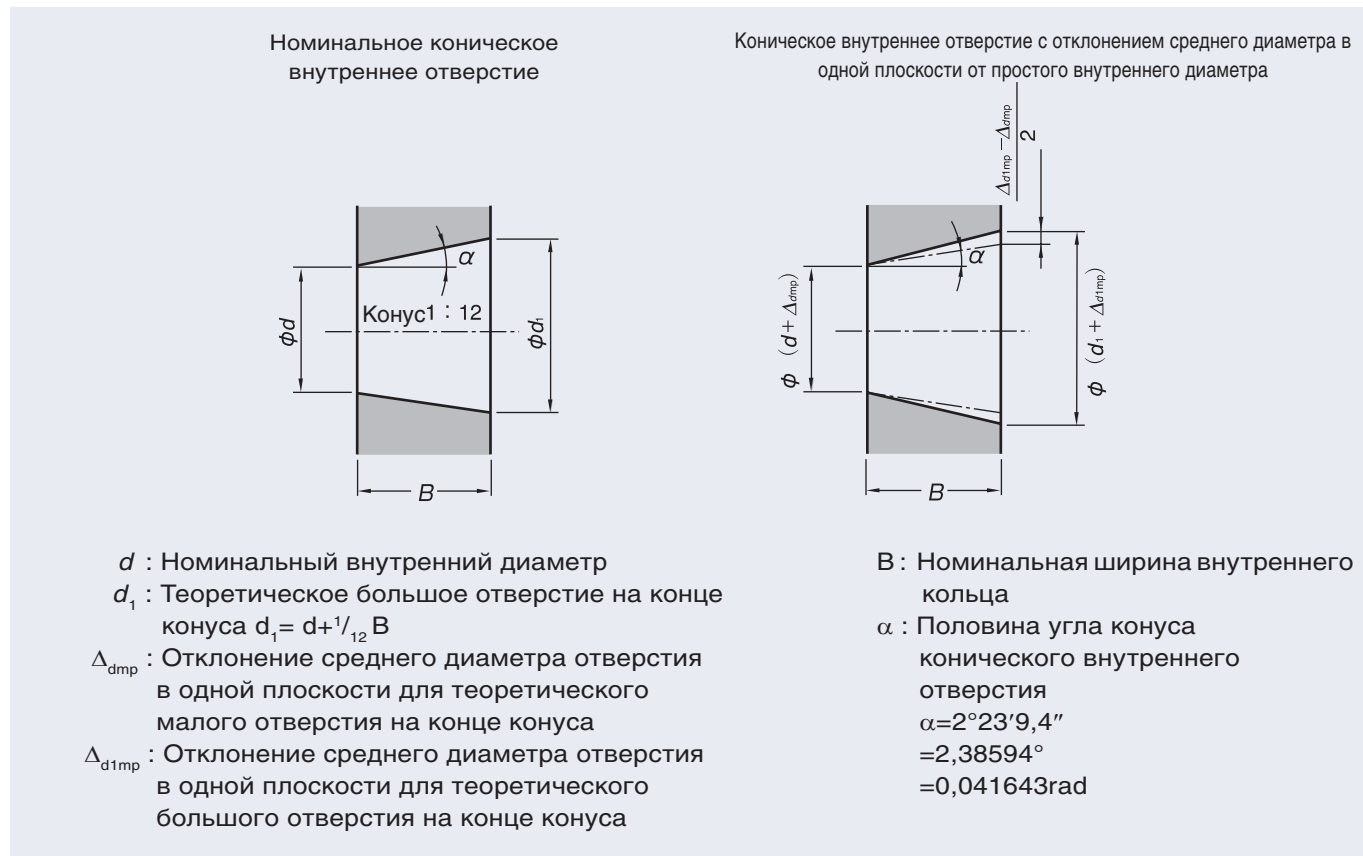 Номинальное коническое
внутреннее отверстие
Коническое внутреннее отверстие с отклонением среднего диаметра в
одной плоскости от простого внутреннего диаметра
Δd1mp −Δdmp
2
α
Конус1 : 12
ϕd
ϕd₁
B
α
ϕ (d+Δdmp)
ϕ (d₁+Δd1mp)
B
d : Номинальный внутренний диаметр
d₁ : Теоретическое большое отверстие на конце
конуса d₁= d+¹/₁₂ B
Δdmp : Отклонение среднего диаметра отверстия
в одной плоскости для теоретического
малого отверстия на конце конуса
Δd1mp : Отклонение среднего диаметра отверстия
в одной плоскости для теоретического
большого отверстия на конце конуса
B : Номинальная ширина внутреннего
кольца
α : Половина угла конуса
конического внутреннего
отверстия
α=2°23′9,4″
=2,38594°
=0,041643rad